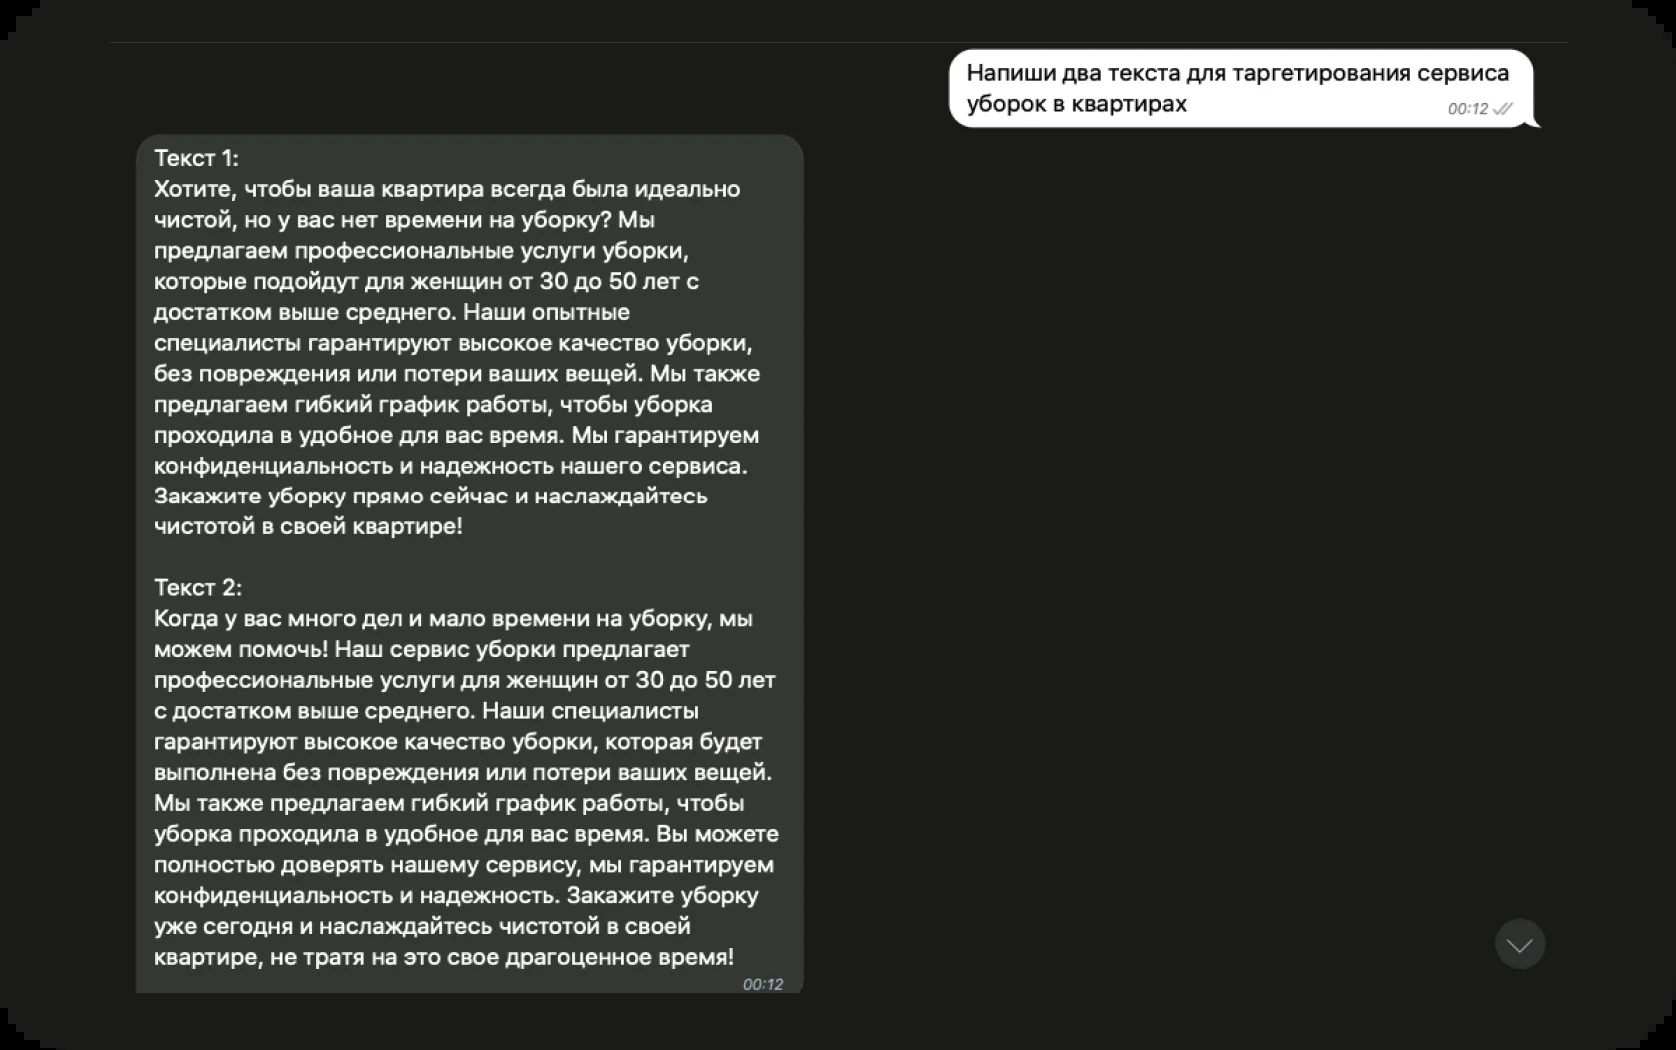 Напиши два текста для таргетирования сервиса
уборок в квартирах
00:12
Текст 1:
Хотите, чтобы ваша квартира всегда была идеально
чистой, но у вас нет времени на уборку? Мы
предлагаем профессиональные услуги уборки,
которые подойдут для женщин от 30 до 50 лет с
достатком выше среднего. Наши опытные
специалисты гарантируют высокое качество уборки,
без повреждения или потери ваших вещей. Мы также
предлагаем гибкий график работы, чтобы уборка
проходила в удобное для вас время. Мы гарантируем
конфиденциальность и надежность нашего сервиса.
Закажите уборку прямо сейчас и наслаждайтесь
чистотой в своей квартире!
Текст 2:
Когда у вас много дел и мало времени на уборку, мы
можем помочь! Наш сервис уборки предлагает
профессиональные услуги для женщин от 30 до 50 лет
с достатком выше среднего. Наши специалисты
гарантируют высокое качество уборки, которая будет
выполнена без повреждения или потери ваших вещей.
Мы также предлагаем гибкий график работы, чтобы
уборка проходила в удобное для вас время. Вы можете
полностью доверять нашему сервису, мы гарантируем
конфиденциальность и надежность. Закажите уборку
уже сегодня и наслаждайтесь чистотой в своей
квартире, не тратя на это свое драгоценное время!
00:12